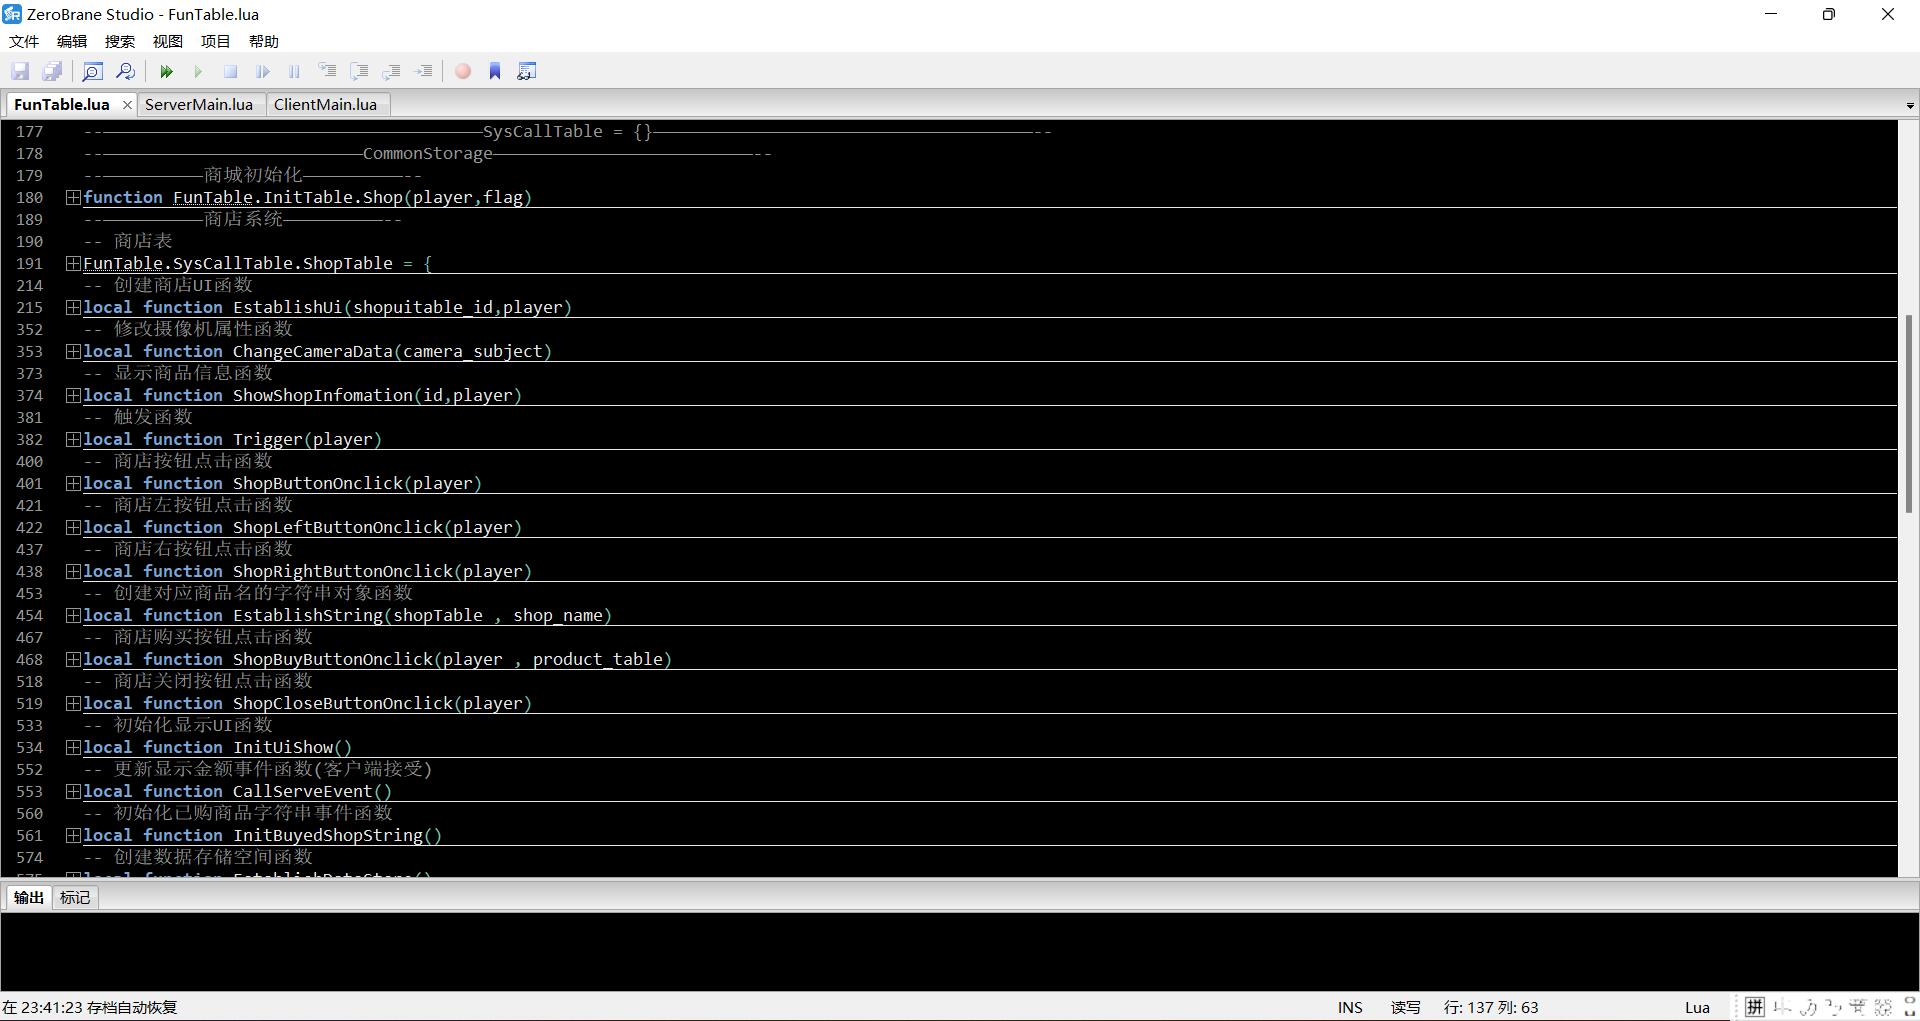 ZeroBrane Studio - FunTable.lua
文件 编辑 搜索 视图 项目 帮助
FunTable.lua ServerMain.lua ClientMain.lua
177 --——————————————————SysCallTable = {}——————————————————--
178 --————————————CommonStorage————————————--
179 --—————商城初始化—————--
180 function FunTable.InitTable.Shop(player,flag)
189 --—————商店系统—————--
190 -- 商店表
191 FunTable.SysCallTable.ShopTable = {
214 -- 创建商店UI函数
215 local function EstablishUi(shopuitable_id,player)
352 -- 修改摄像机属性函数
353 local function ChangeCameraData(camera_subject)
373 -- 显示商品信息函数
374 local function ShowShopInfomation(id,player)
381 -- 触发函数
382 local function Trigger(player)
400 -- 商店按钮点击函数
401 local function ShopButtonOnclick(player)
421 -- 商店左按钮点击函数
422 local function ShopLeftButtonOnclick(player)
437 -- 商店右按钮点击函数
438 local function ShopRightButtonOnclick(player)
453 -- 创建对应商品名的字符串对象函数
454 local function EstablishString(shopTable , shop_name)
467 -- 商店购买按钮点击函数
468 local function ShopBuyButtonOnclick(player , product_table)
518 -- 商店关闭按钮点击函数
519 local function ShopCloseButtonOnclick(player)
533 -- 初始化显示UI函数
534 local function InitUiShow()
552 -- 更新显示金额事件函数(客户端接受)
553 local function CallServeEvent()
560 -- 初始化已购商品字符串事件函数
561 local function InitBuyedShopString()
574 -- 创建数据存储空间函数
575 local function EstablishDataStore()
输出 标记
在 23:41:23 存档自动恢复 INS 读写 行: 137 列: 63 Lua 拼